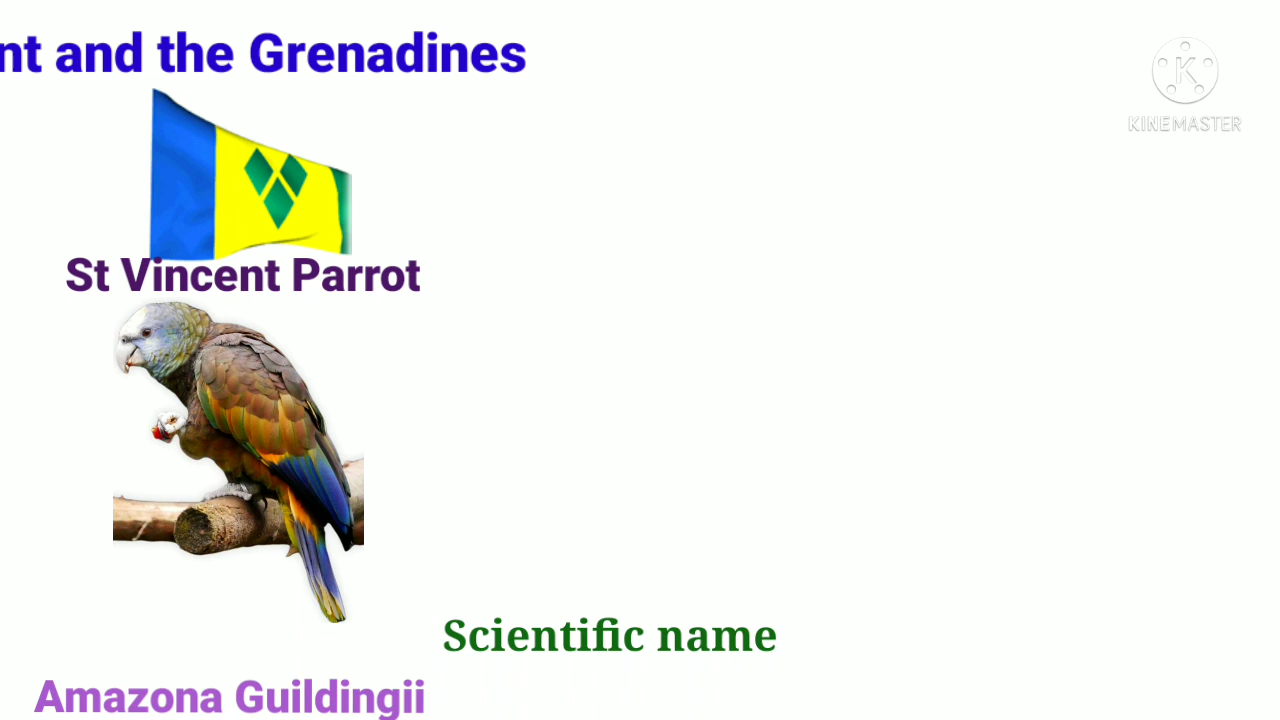 nt and the Grenadines
KINEMASTER
St Vincent Parrot
Scientific name
Amazona Guildingii